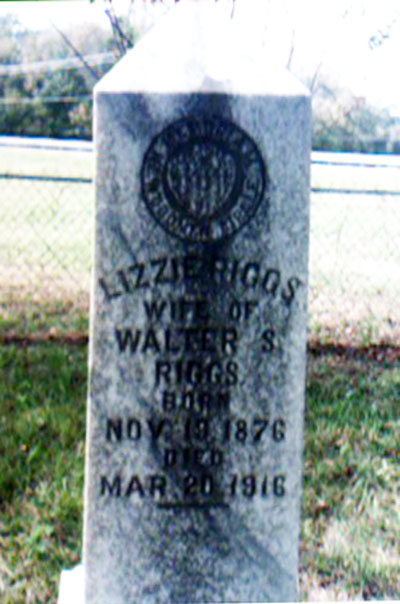 LIZZIE RIGGS
WIFE OF
WALTER S.
RIGGS.
BORN
NOV. 19, 1876
DIED
MAR. 20, 1916